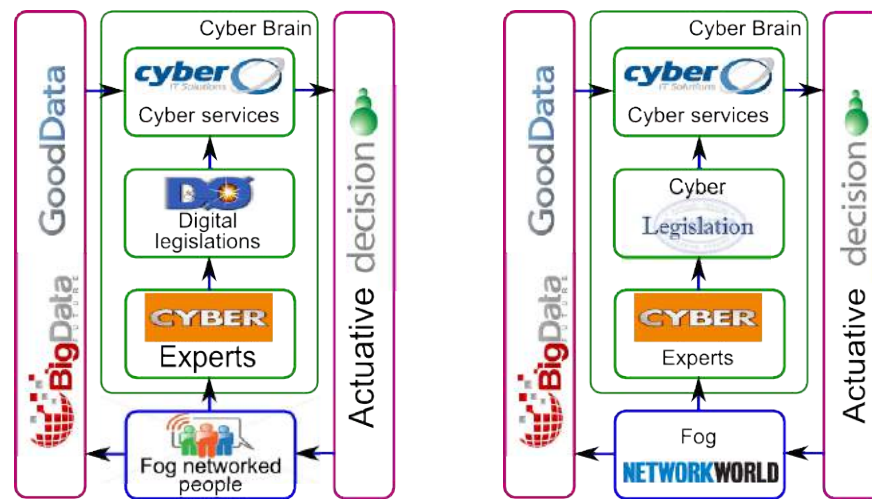 Cyber Brain
cyber
IT Solutions
Cyber services
Digital
legislations
CYBER
Experts
Fog networked
people
GoodData
BigData
FUTURE
Actuative decision
Cyber Brain
cyber
IT Solutions
Cyber services
Cyber
Legislation
CYBER
Experts
Fog
NETWORKWORLD
GoodData
BigData
FUTURE
Actuative decision